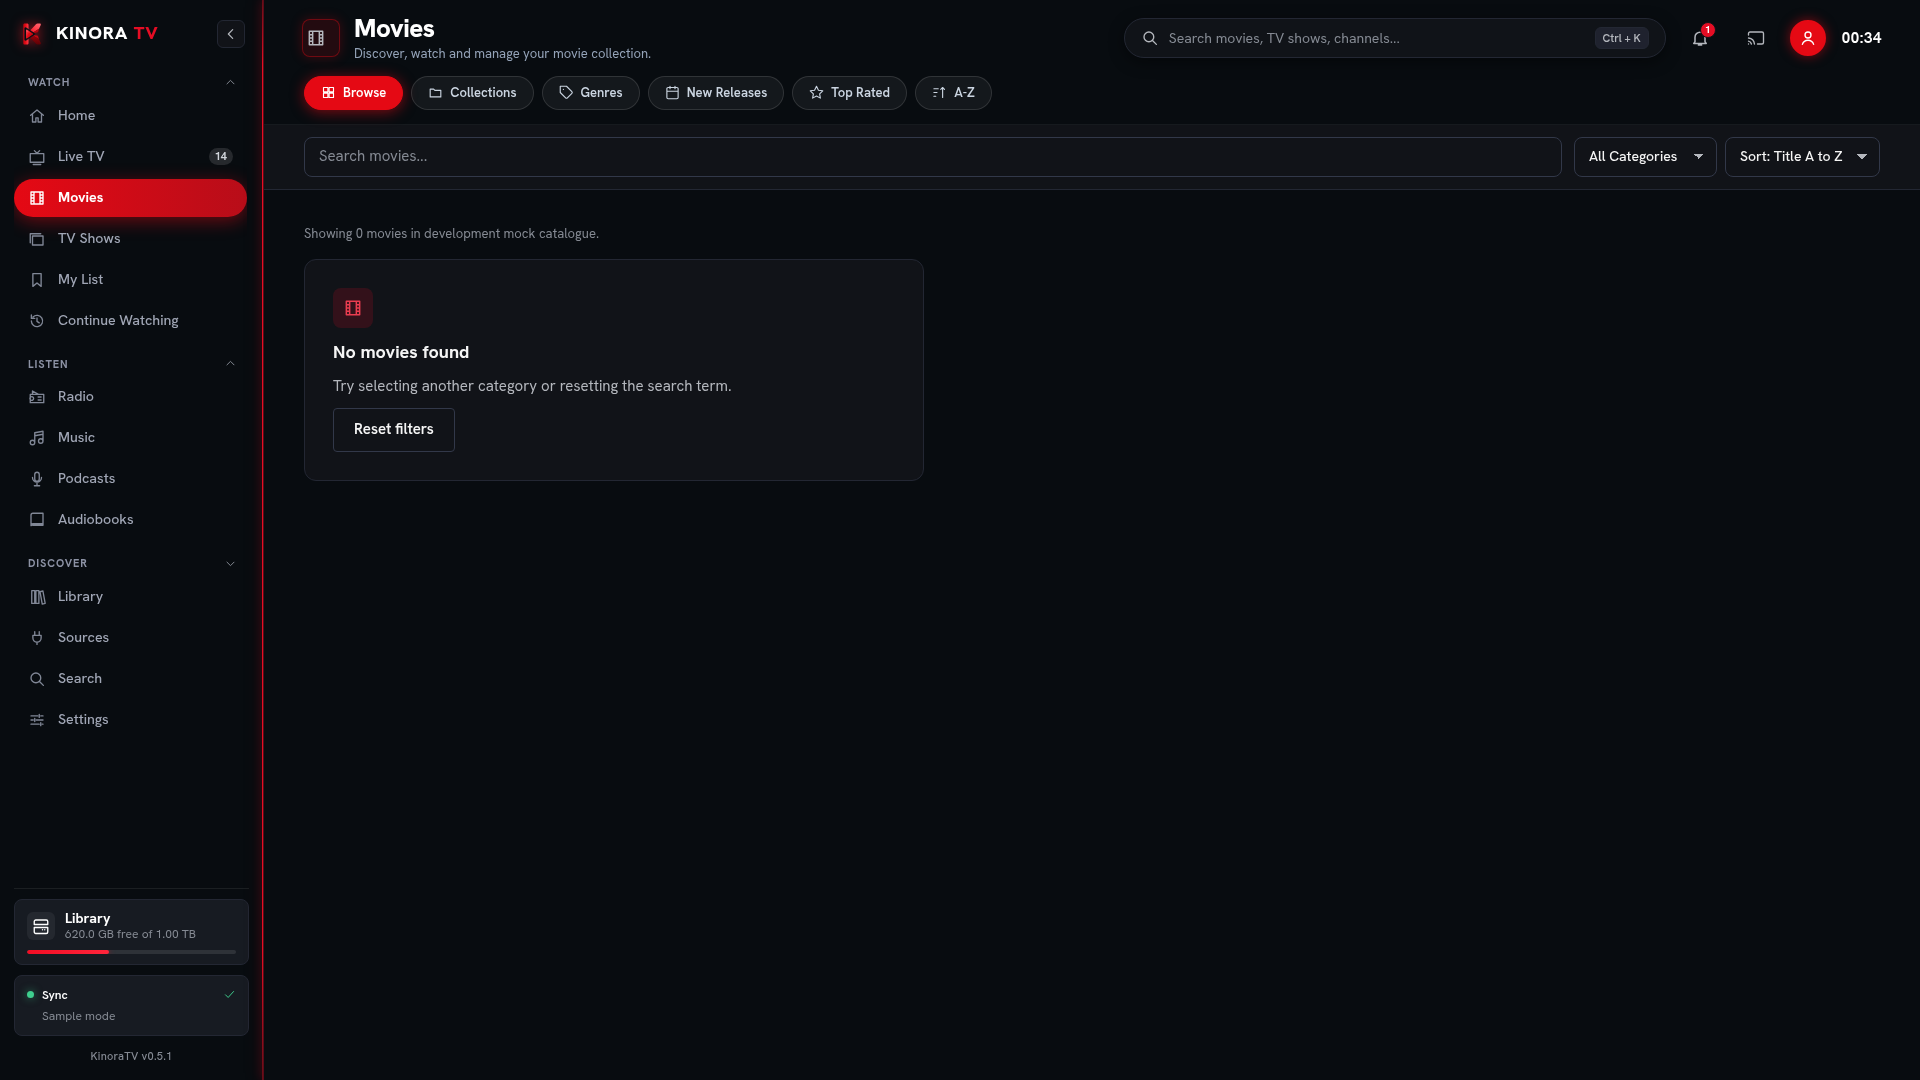 KINORA TV
WATCH
Home
Live TV 14
Movies
TV Shows
My List
Continue Watching
LISTEN
Radio
Music
Podcasts
Audiobooks
DISCOVER
Library
Sources
Search
Settings
Library
620.0 GB free of 1.00 TB
Sync
Sample mode
KinoraTV v0.5.1
Movies
Discover, watch and manage your movie collection.
Search movies, TV shows, channels... Ctrl + K
1
00:34
Browse Collections Genres New Releases Top Rated A-Z
Search movies... All Categories Sort: Title A to Z
Showing 0 movies in development mock catalogue.
No movies found
Try selecting another category or resetting the search term.
Reset filters